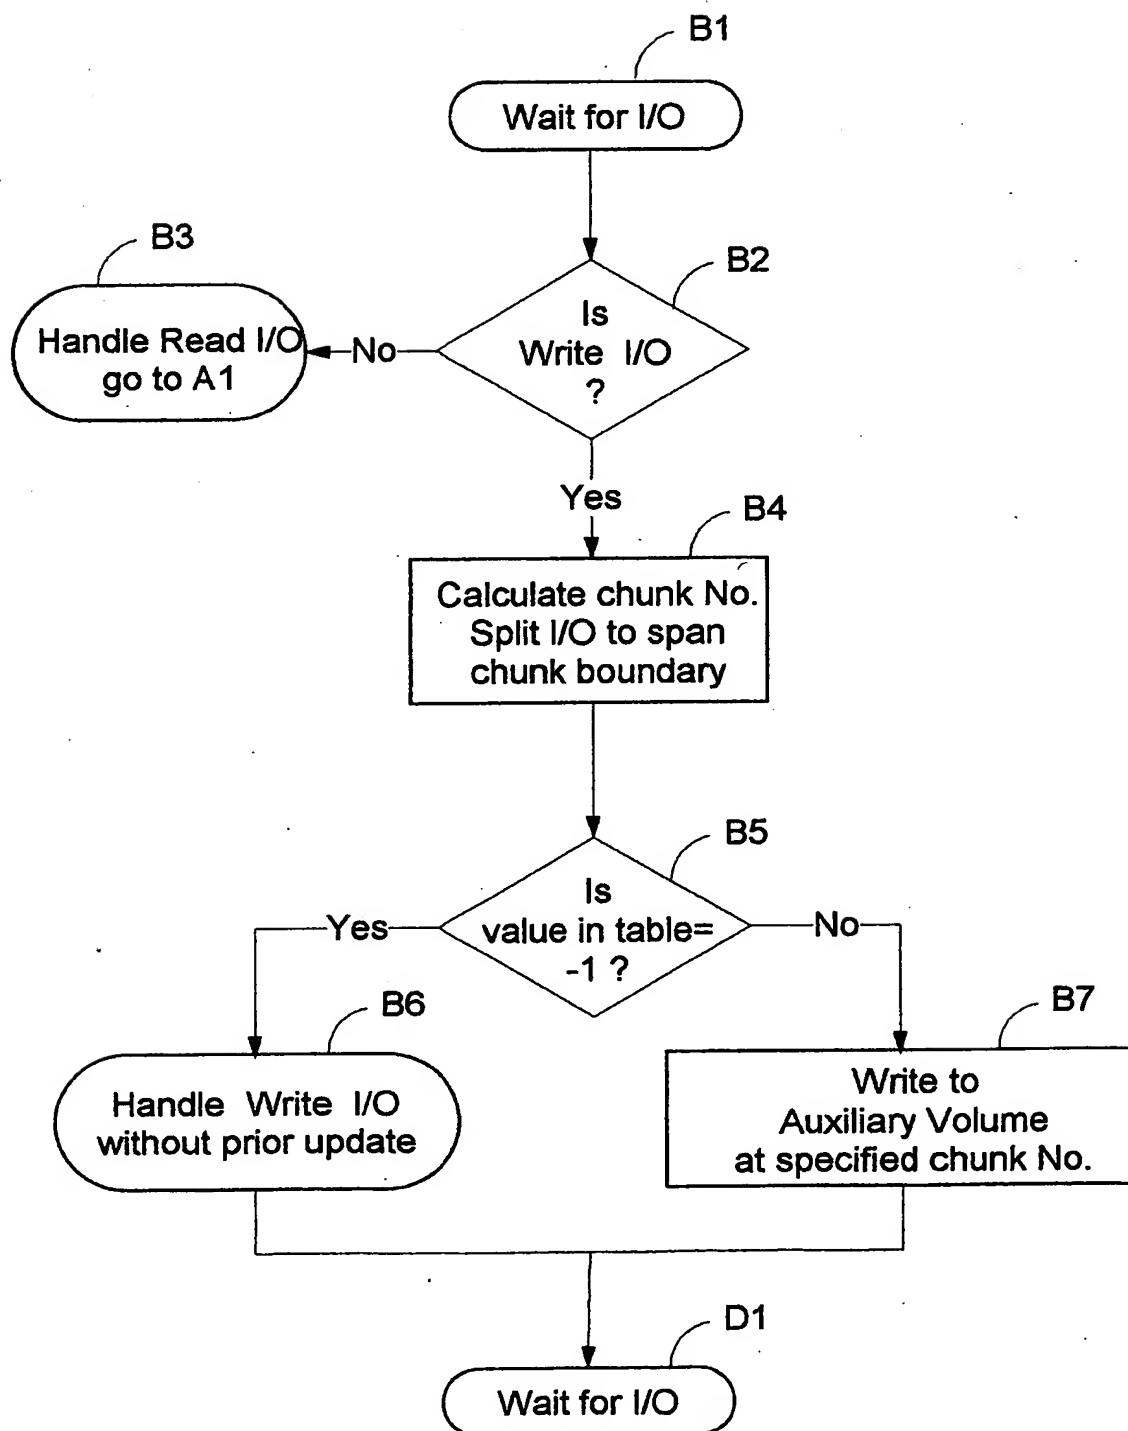 B1
Wait for I/O
B3
B2
Is
Write I/O
?
Handle Read I/O
go to A1
No
Yes
B4
Calculate chunk No.
Split I/O to span
chunk boundary
B5
Is
value in table=
-1 ?
Yes
No
B6
B7
Handle Write I/O
without prior update
Write to
Auxiliary Volume
at specified chunk No.
D1
Wait for I/O